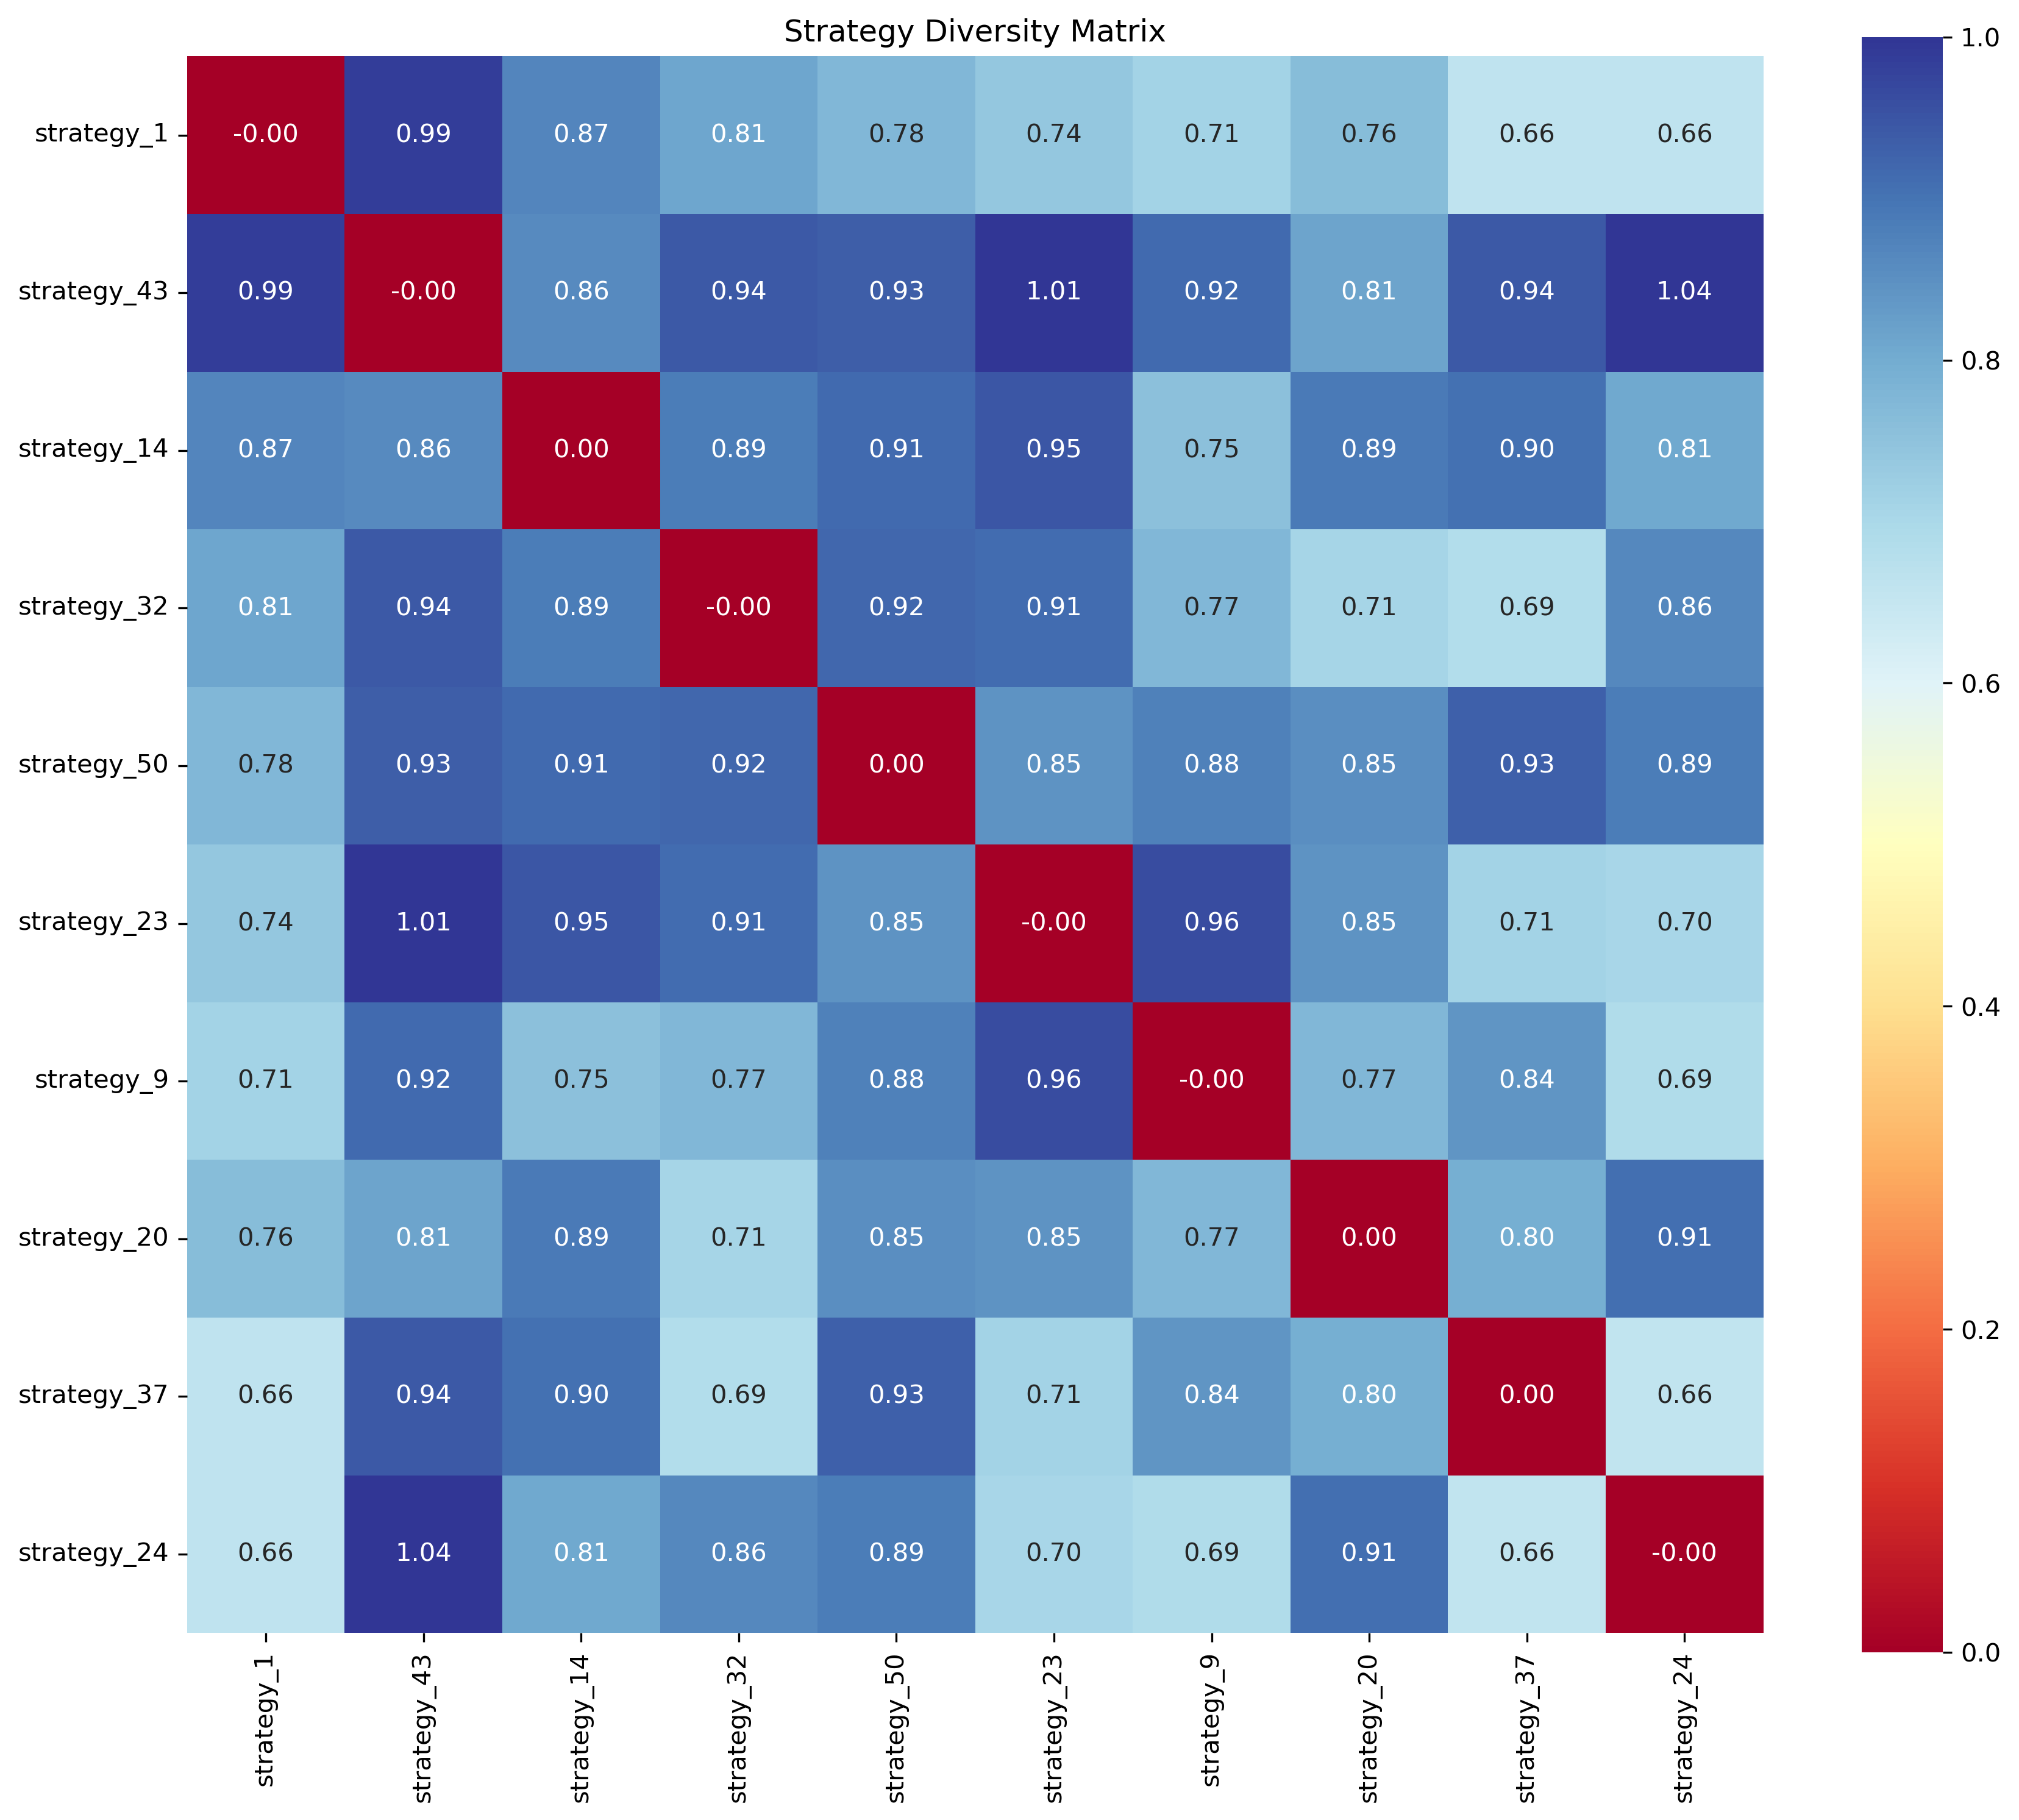 Strategy Diversity Matrix
strategy_1 -0.00 0.99 0.87 0.81 0.78 0.74 0.71 0.76 0.66 0.66
strategy_43 0.99 -0.00 0.86 0.94 0.93 1.01 0.92 0.81 0.94 1.04
strategy_14 0.87 0.86 0.00 0.89 0.91 0.95 0.75 0.89 0.90 0.81
strategy_32 0.81 0.94 0.89 -0.00 0.92 0.91 0.77 0.71 0.69 0.86
strategy_50 0.78 0.93 0.91 0.92 0.00 0.85 0.88 0.85 0.93 0.89
strategy_23 0.74 1.01 0.95 0.91 0.85 -0.00 0.96 0.85 0.71 0.70
strategy_9 0.71 0.92 0.75 0.77 0.88 0.96 -0.00 0.77 0.84 0.69
strategy_20 0.76 0.81 0.89 0.71 0.85 0.85 0.77 0.00 0.80 0.91
strategy_37 0.66 0.94 0.90 0.69 0.93 0.71 0.84 0.80 0.00 0.66
strategy_24 0.66 1.04 0.81 0.86 0.89 0.70 0.69 0.91 0.66 -0.00
strategy_1 strategy_43 strategy_14 strategy_32 strategy_50 strategy_23 strategy_9 strategy_20 strategy_37 strategy_24
1.0
0.8
0.6
0.4
0.2
0.0